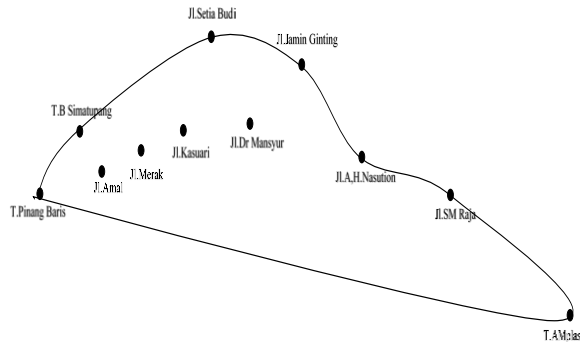 Jl.Setia Budi
Jl.Jamin Ginting
T.B Simatupang
Jl.Dr Mansyur
Jl.Kasuari
Jl.Merak
Jl.Amal
Jl.A,H.Nasution
T.Pinang Baris
Jl.SM Raja